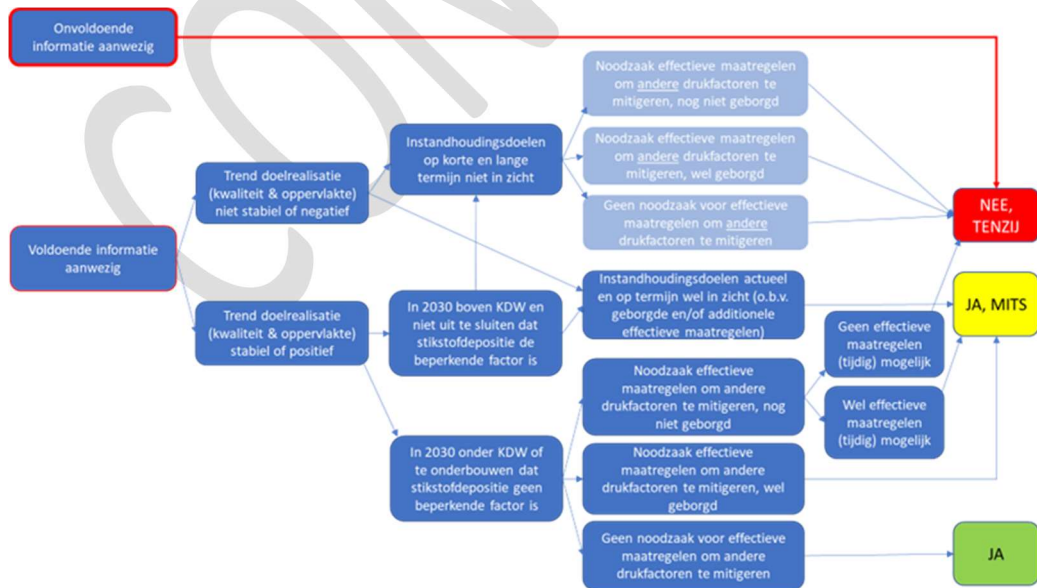 Onvoldoende
informatie aanwezig
Voldoende informatie
aanwezig
Trend doelrealisatie
(kwaliteit & oppervlakte)
niet stabiel of negatief
Trend doelrealisatie
(kwaliteit & oppervlakte)
stabiel of positief
Instandhoudingsdoelen
op korte en lange
termijn niet in zicht
In 2030 boven KDW en
niet uit te sluiten dat
stikstofdepositie de
beperkende factor is
In 2030 onder KDW of
te onderbouwen dat
stikstofdepositie geen
beperkende factor is
Noodzaak effectieve maatregelen
om andere drukfactoren te
mitigeren, nog niet geborgd
Noodzaak effectieve maatregelen
om andere drukfactoren te
mitigeren, wel geborgd
Geen noodzaak voor effectieve
maatregelen om andere
drukfactoren te mitigeren
Instandhoudingsdoelen actueel
en op termijn wel in zicht (o.b.v.
geborgde en/of additionele
effectieve maatregelen)
Noodzaak effectieve
maatregelen om andere
drukfactoren te mitigeren, nog
niet geborgd
Noodzaak effectieve
maatregelen om andere
drukfactoren te mitigeren, wel
geborgd
Geen noodzaak voor effectieve
maatregelen om andere
drukfactoren te mitigeren
Geen effectieve
maatregelen
(tijdig) mogelijk
Wel effectieve
maatregelen
(tijdig) mogelijk
NEE,
TENZIJ
JA, MITS
JA
CON